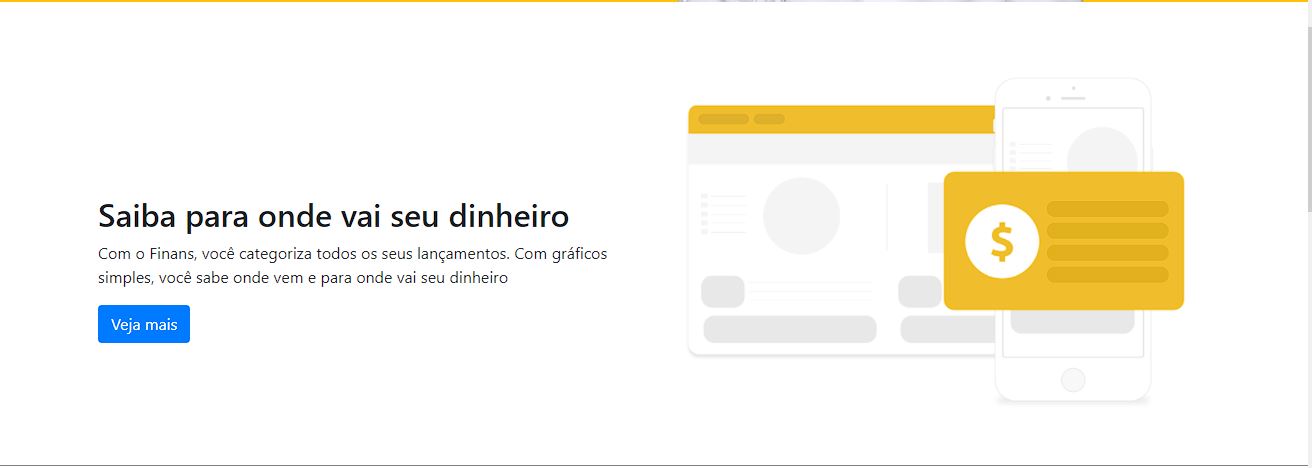 Saiba para onde vai seu dinheiro
Com o Finans, você categoriza todos os seus lançamentos. Com gráficos
simples, você sabe onde vem e para onde vai seu dinheiro
Veja mais
$